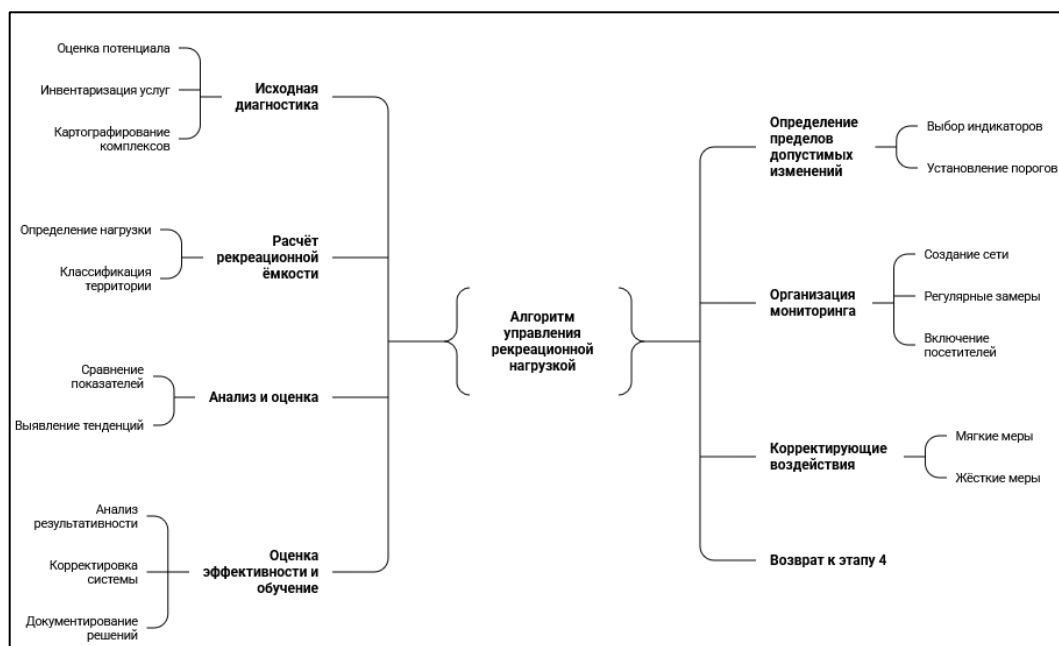 Оценка потенциала
Инвентаризация услуг
Картографирование
комплексов
Исходная
диагностика
Определение нагрузки
Классификация
территории
Расчёт
рекреационной
ёмкости
Сравнение
показателей
Выявление тенденций
Анализ и оценка
Анализ
результативности
Корректировка
системы
Документирование
решений
Оценка
эффективности и
обучение
Алгоритм
управления
рекреационной
нагрузкой
Определение
пределов
допустимых
изменений
Выбор индикаторов
Установление порогов
Организация
мониторинга
Создание сети
Регулярные замеры
Включение
посетителей
Корректирующие
воздействия
Мягкие меры
Жёсткие меры
Возврат к этапу 4